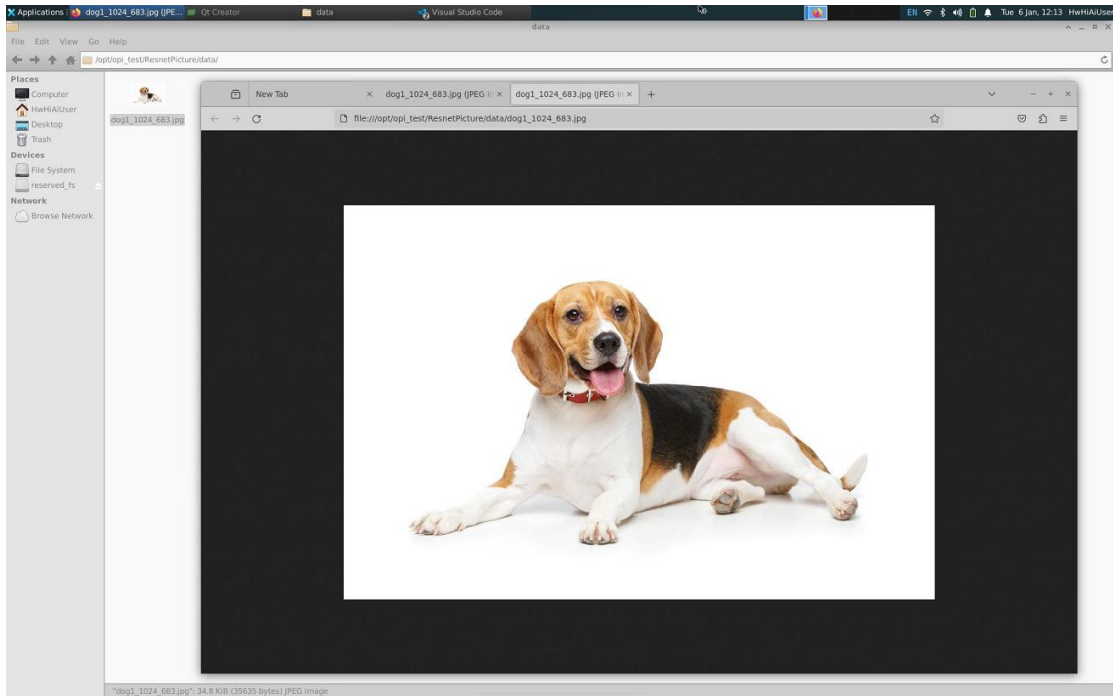 Applications dog1_1024_683.jpg (JPE... Qt Creator data Visual Studio Code EN Tue 6 Jan, 12:13 HwHiAiUser
data
File Edit View Go Help
/opt/opi_test/ResnetPicture/data/
Places
Computer
HwHiAiUser
Desktop
Trash
Devices
File System
reserved_fs
Network
Browse Network
dog1_1024_683.jpg
New Tab dog1_1024_683.jpg (JPEG I dog1_1024_683.jpg (JPEG I
file:///opt/opi_test/ResnetPicture/data/dog1_1024_683.jpg
"dog1_1024_683.jpg": 34.8 KiB (35635 bytes) JPEG image